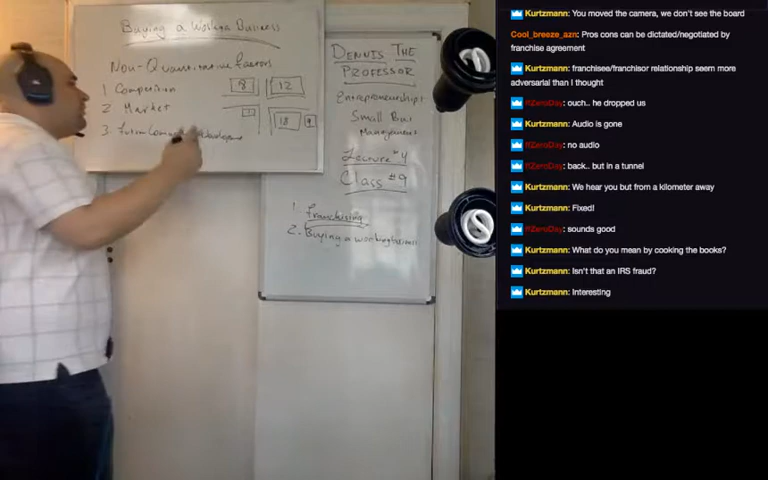 Buying a Working Business
Non-Quantitative factors
1 Competition
2 Market
3
8
12
18
9
DENNIS THE
PROFESSOR
Entrepreneurship &
Small Bus
Management
Lecture #4
Class #9
1. Franchising
2. Buying a working business
Kurtzmann: You moved the camera, we don't see the board
Cool_breeze_azn: Pros cons can be dictated/negotiated by
franchise agreement
Kurtzmann: franchisee/franchisor relationship seem more
adversarial than I thought
ouch.. he dropped us
Kurtzmann: Audio is gone
no audio
back.. but in a tunnel
Kurtzmann: We hear you but from a kilometer away
Kurtzmann: Fixed!
sounds good
Kurtzmann: What do you mean by cooking the books?
Kurtzmann: Isn't that an IRS fraud?
Kurtzmann: Interesting